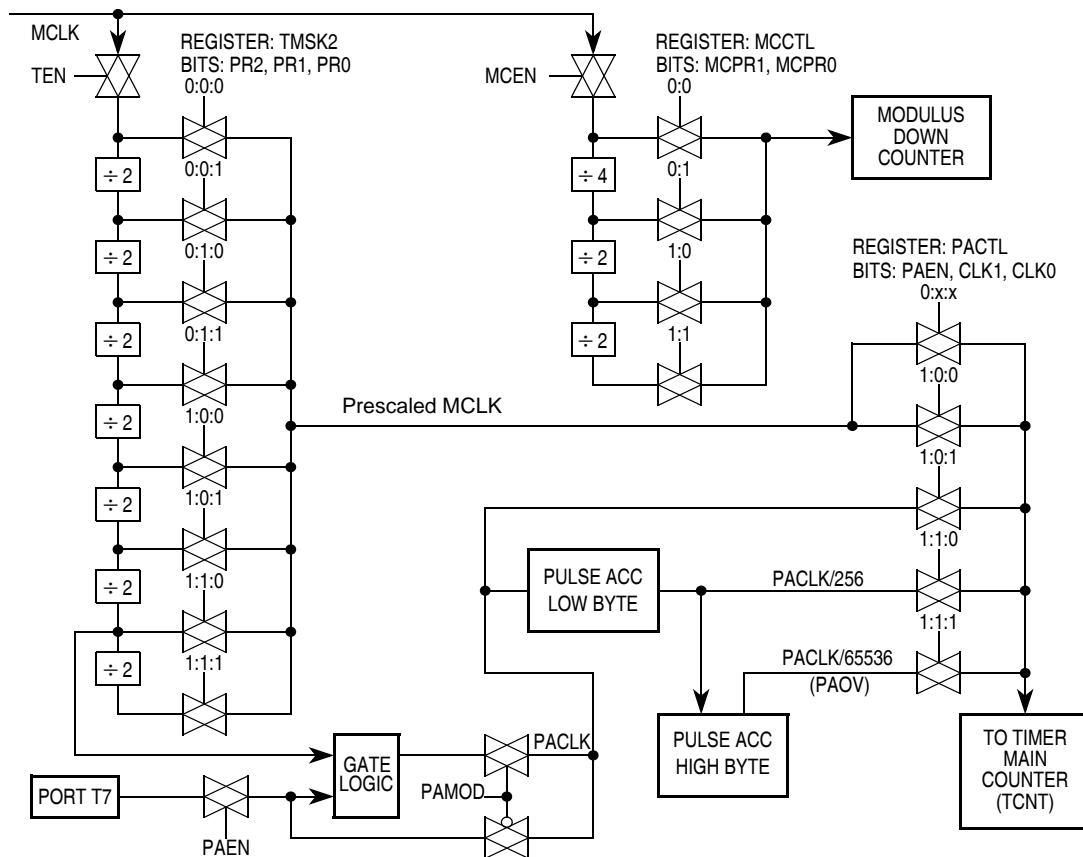 MCLK
TEN
REGISTER: TMSK2
BITS: PR2, PR1, PR0
0:0:0
÷ 2
0:0:1
÷ 2
0:1:0
÷ 2
0:1:1
÷ 2
1:0:0
÷ 2
1:0:1
÷ 2
1:1:0
÷ 2
1:1:1
MCEN
REGISTER: MCCTL
BITS: MCPR1, MCPR0
0:0
÷ 4
0:1
÷ 2
1:0
÷ 2
1:1
MODULUS
DOWN
COUNTER
Prescaled MCLK
REGISTER: PACTL
BITS: PAEN, CLK1, CLK0
0:x:x
1:0:0
1:0:1
1:1:0
1:1:1
PULSE ACC
LOW BYTE
PACLK/256
PACLK/65536
(PAOV)
PULSE ACC
HIGH BYTE
TO TIMER
MAIN
COUNTER
(TCNT)
PORT T7
PAEN
GATE
LOGIC
PACLK
PAMOD